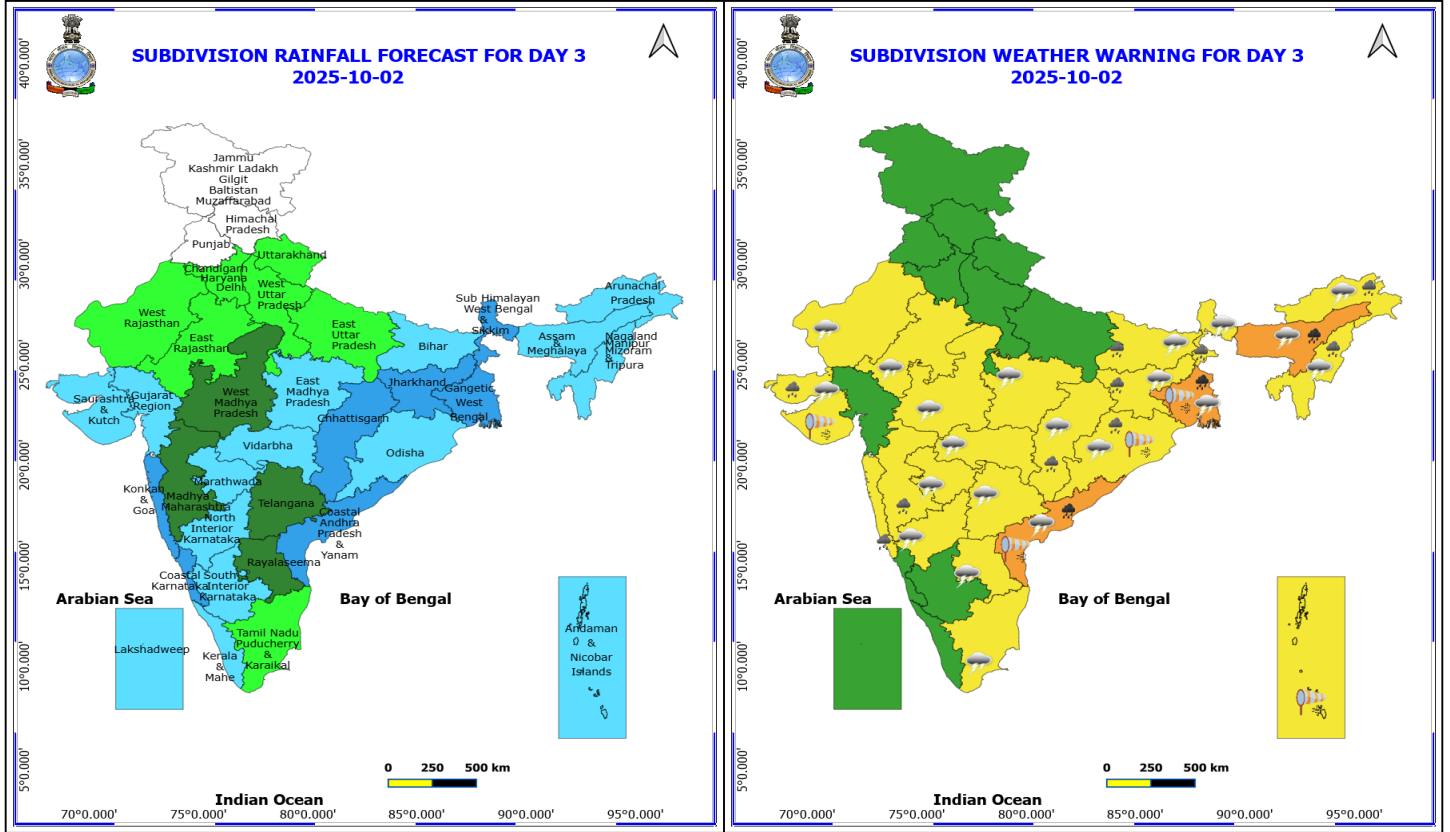 SUBDIVISION RAINFALL FORECAST FOR DAY 3
2025-10-02
40°0.000'
35°0.000'
30°0.000'
25°0.000'
20°0.000'
15°0.000'
10°0.000'
5°0.000'
Jammu
Kashmir Ladakh
Gilgit
Baltistan
Muzaffarabad
Himachal
Pradesh
Punjab
Uttarakhand
Chandigarh
Haryana
Delhi
West
Uttar
Pradesh
West
Rajasthan
East
Rajasthan
East
Uttar
Pradesh
Sub Himalayan
West Bengal
&
Sikkim
Arunachal
Pradesh
Assam
&
Meghalaya
Nagaland
Manipur
Mizoram
&
Tripura
Bihar
Saurashtra
&
Kutch
Gujarat
Region
West
Madhya
Pradesh
East
Madhya
Pradesh
Jharkhand
Gangetic
West
Bengal
Chhattisgarh
Vidarbha
Odisha
Konkan
&
Goa
Madhya
Maharashtra
Marathwada
Telangana
North
Interior
Karnataka
Coastal
Andhra
Pradesh
&
Yanam
Rayalaseema
Coastal
Karnataka
South
Interior
Karnataka
Arabian Sea
Bay of Bengal
Lakshadweep
Kerala
&
Mahe
Tamil Nadu
Puducherry
&
Karaikal
Andaman
&
Nicobar
Islands
0 250 500 km
Indian Ocean
70°0.000' 75°0.000' 80°0.000' 85°0.000' 90°0.000' 95°0.000'
SUBDIVISION WEATHER WARNING FOR DAY 3
2025-10-02
40°0.000'
35°0.000'
30°0.000'
25°0.000'
20°0.000'
15°0.000'
10°0.000'
5°0.000'
Arabian Sea
Bay of Bengal
0 250 500 km
Indian Ocean
70°0.000' 75°0.000' 80°0.000' 85°0.000' 90°0.000' 95°0.000'